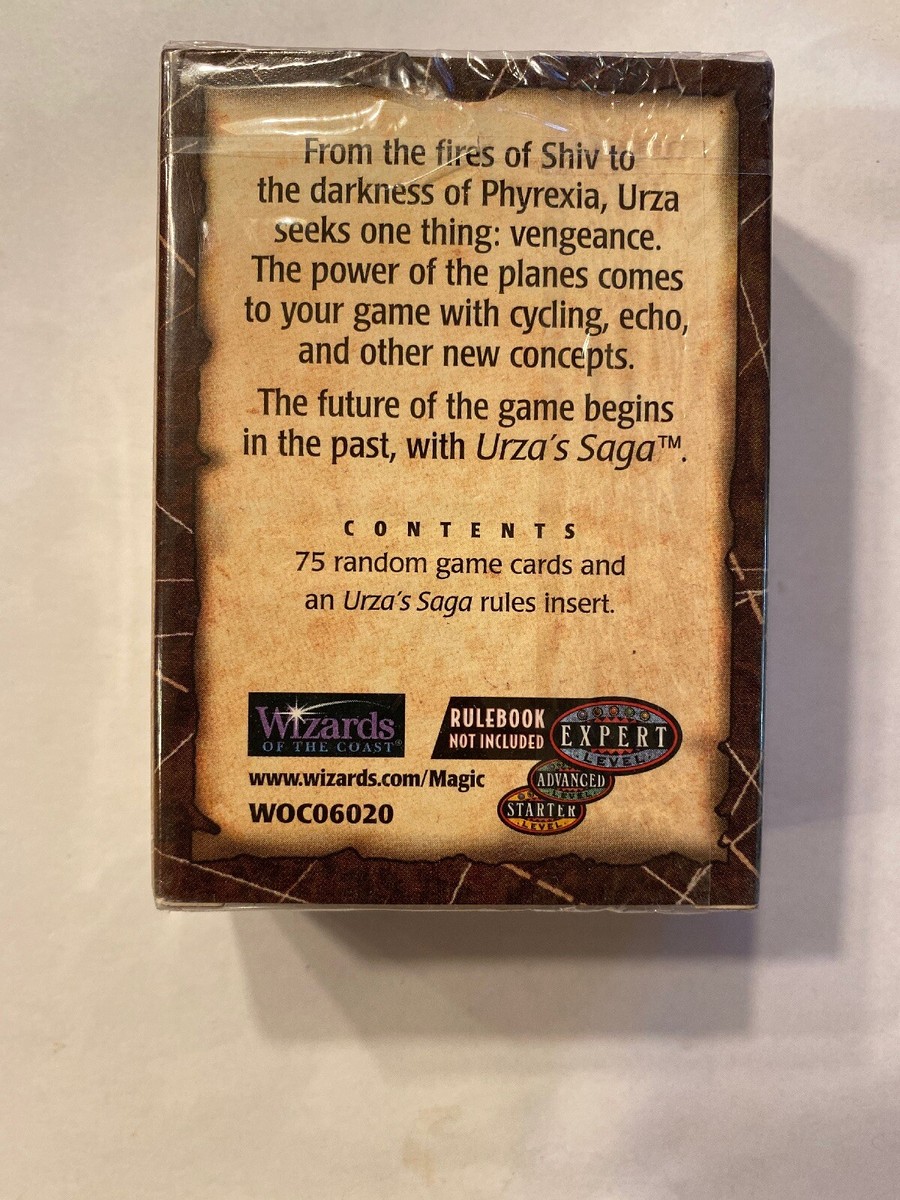 From the fires of Shiv to
the darkness of Phyrexia, Urza
seeks one thing: vengeance.
The power of the planes comes
to your game with cycling, echo,
and other new concepts.
The future of the game begins
in the past, with Urza's Saga™.
CONTENTS
75 random game cards and
an Urza's Saga rules insert.
Wizards
OF THE COAST®
www.wizards.com/Magic
WOC06020
RULEBOOK
NOT INCLUDED
EXPERT
LEVEL
ADVANCED
LEVEL
STARTER
LEVEL